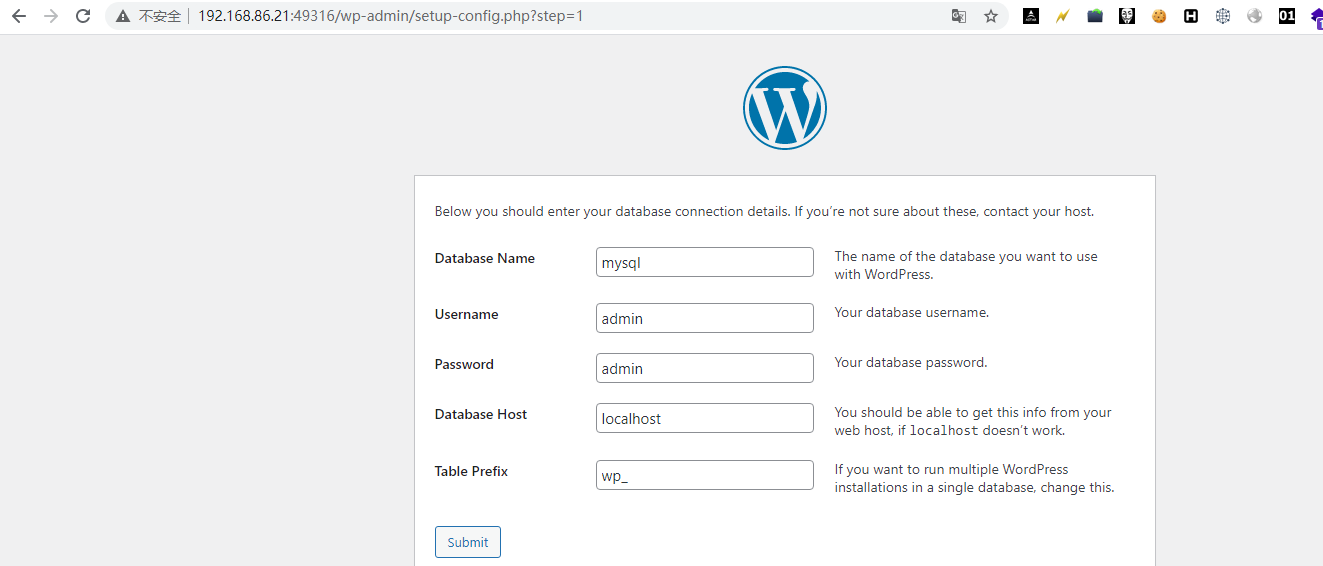 不安全 192.168.86.21:49316/wp-admin/setup-config.php?step=1
Below you should enter your database connection details. If you’re not sure about these, contact your host.
Database Name
mysql
The name of the database you want to use
with WordPress.
Username
admin
Your database username.
Password
admin
Your database password.
Database Host
localhost
You should be able to get this info from your
web host, if localhost doesn’t work.
Table Prefix
wp_
If you want to run multiple WordPress
installations in a single database, change this.
Submit